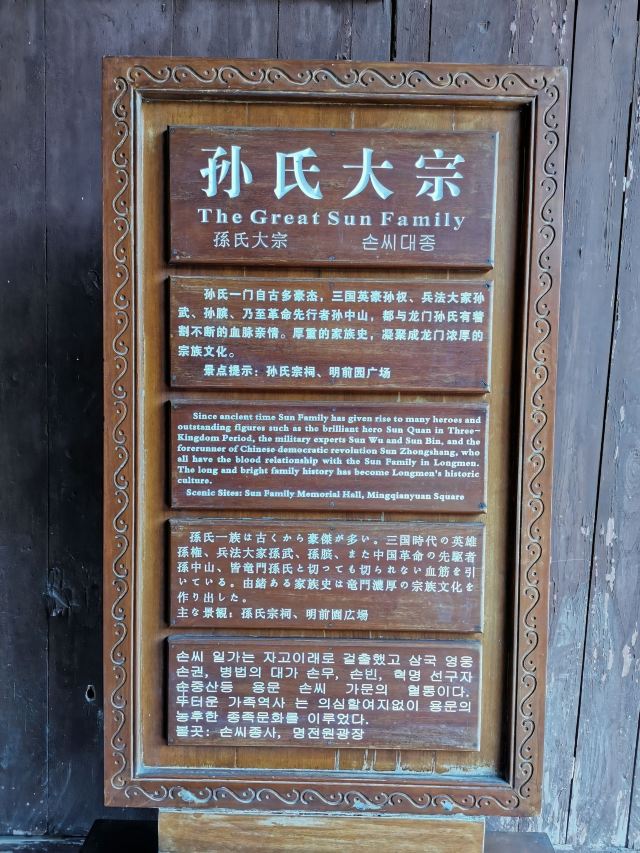 孙氏大宗
The Great Sun Family
孫氏大宗 손씨대종
孙氏一门自古多豪杰，三国英豪孙权、兵法大家孙
武、孙膑、乃至革命先行者孙中山，都与龙门孙氏有着
割不断的血脉亲情。厚重的家族史，凝聚成龙门浓厚的
宗族文化。
景点提示：孙氏宗祠、明前园广场
Since ancient time Sun Family has given rise to many heroes and
outstanding figures such as the brilliant hero Sun Quan in Three-
Kingdom Period, the military experts Sun Wu and Sun Bin, and the
forerunner of Chinese democratic revolution Sun Zhongshang, who
all have the blood relationship with the Sun Family in Longmen.
The long and bright family history has become Longmen's historic
culture.
Scenic Sites: Sun Family Memorial Hall, Mingqianyuan Square
孫氏一族は古くから豪傑が多い。三国時代の英雄
孫権、兵法大家孫武、孫臏、また中国革命の先駆者
孫中山、皆竜門孫氏と切っても切られない血筋を引
いている。由緒ある家族史は竜門濃厚の宗族文化を
作り出した。
主な景観：孫氏宗祠、明前園広場
손씨 일가는 자고이래로 걸출했고 삼국 영웅
손권, 병법의 대가 손무, 손빈, 혁명 선구자
손중산등 용문 손씨 가문의 혈통이다.
두터운 가족역사 는 의심할여지없이 용문의
농후한 종족문화를 이루었다.
볼곳: 손씨종사, 명전원광장